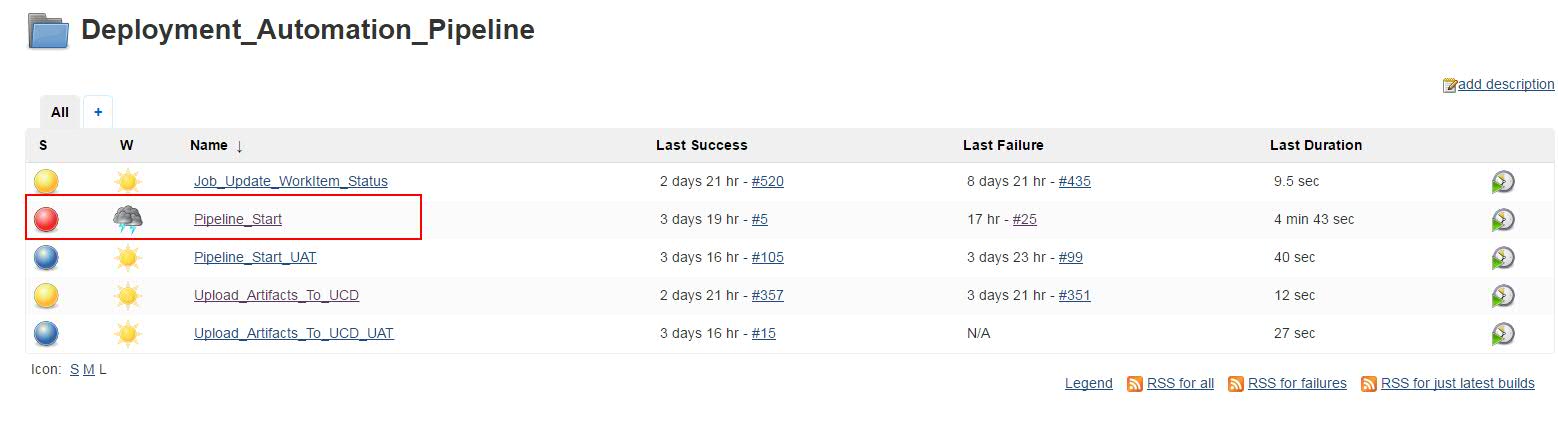 Deployment_Automation_Pipeline
add description
All +
S W Name ↓ Last Success Last Failure Last Duration
Job_Update_WorkItem_Status 2 days 21 hr - #520 8 days 21 hr - #435 9.5 sec
Pipeline_Start 3 days 19 hr - #5 17 hr - #25 4 min 43 sec
Pipeline_Start_UAT 3 days 16 hr - #105 3 days 23 hr - #99 40 sec
Upload_Artifacts_To_UCD 2 days 21 hr - #357 3 days 21 hr - #351 12 sec
Upload_Artifacts_To_UCD_UAT 3 days 16 hr - #15 N/A 27 sec
Icon: S M L
Legend RSS for all RSS for failures RSS for just latest builds